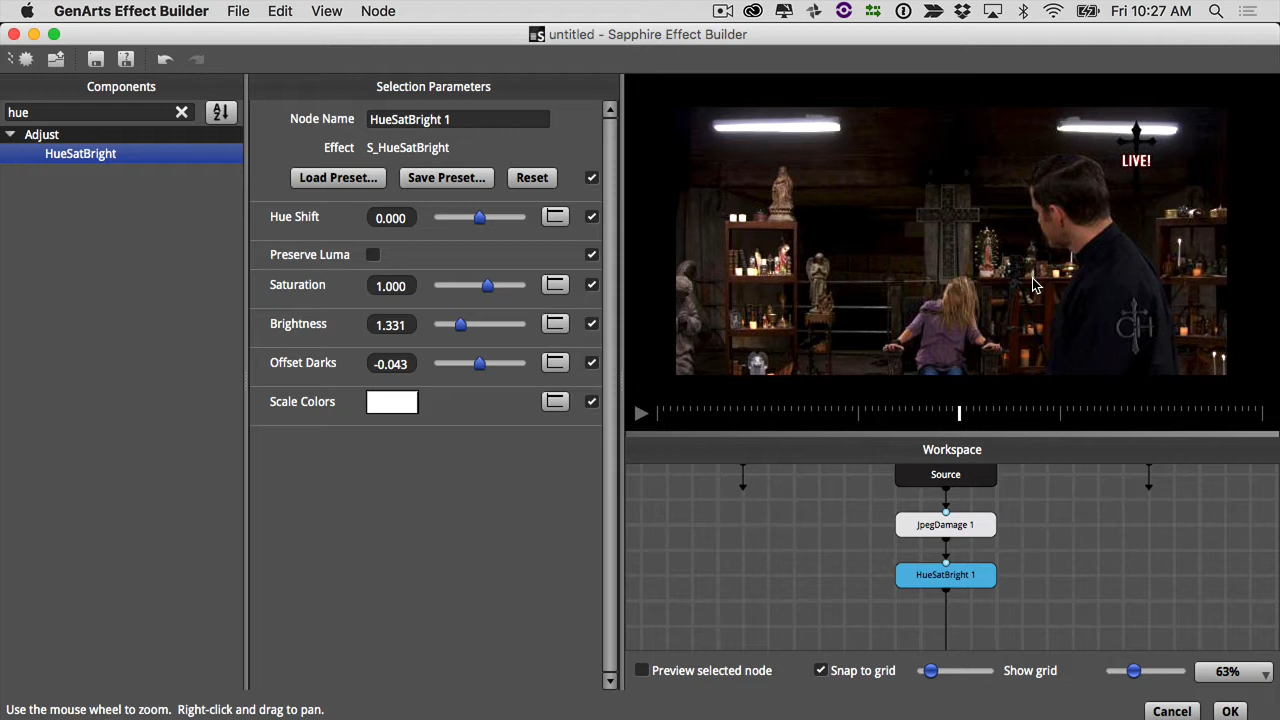 GenArts Effect Builder File Edit View Node Fri 10:27 AM
S untitled - Sapphire Effect Builder
Components
hue
Adjust
HueSatBright
Selection Parameters
Node Name HueSatBright 1
Effect S_HueSatBright
Load Preset... Save Preset... Reset
Hue Shift 0.000
Preserve Luma
Saturation 1.000
Brightness 1.331
Offset Darks -0.043
Scale Colors
LIVE!
CH
Workspace
Source
JpegDamage 1
HueSatBright 1
Preview selected node Snap to grid Show grid 63%
Use the mouse wheel to zoom. Right-click and drag to pan.
Cancel OK